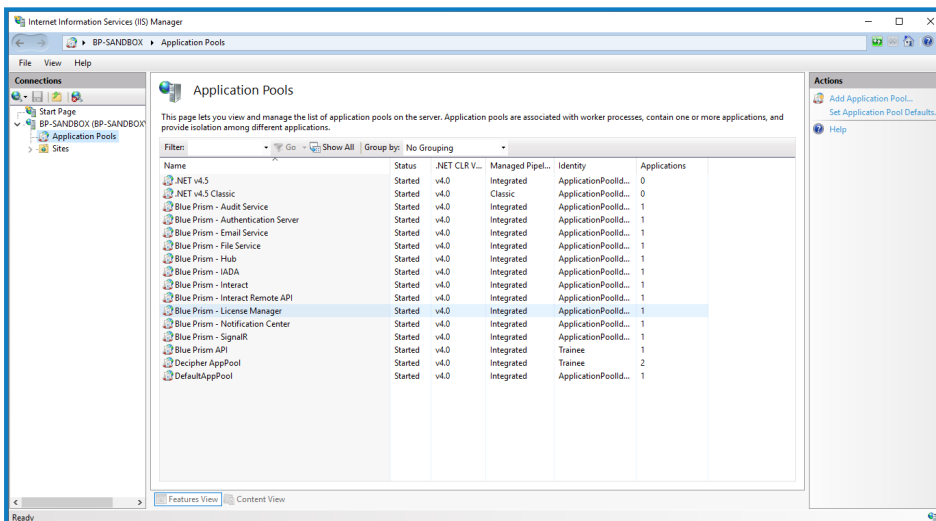 Internet Information Services (IIS) Manager
BP-SANDBOX Application Pools
File View Help
Connections
Start Page
BP-SANDBOX (BP-SANDBOX\
Application Pools
Sites
Application Pools
This page lets you view and manage the list of application pools on the server. Application pools are associated with worker processes, contain one or more applications, and
provide isolation among different applications.
Filter: Go Show All Group by: No Grouping
Name Status .NET CLR V... Managed Pipel... Identity Applications
.NET v4.5 Started v4.0 Integrated ApplicationPoolId... 0
.NET v4.5 Classic Started v4.0 Classic ApplicationPoolId... 0
Blue Prism - Audit Service Started v4.0 Integrated ApplicationPoolId... 1
Blue Prism - Authentication Server Started v4.0 Integrated ApplicationPoolId... 1
Blue Prism - Email Service Started v4.0 Integrated ApplicationPoolId... 1
Blue Prism - File Service Started v4.0 Integrated ApplicationPoolId... 1
Blue Prism - Hub Started v4.0 Integrated ApplicationPoolId... 1
Blue Prism - IADA Started v4.0 Integrated ApplicationPoolId... 1
Blue Prism - Interact Started v4.0 Integrated ApplicationPoolId... 1
Blue Prism - Interact Remote API Started v4.0 Integrated ApplicationPoolId... 1
Blue Prism - License Manager Started v4.0 Integrated ApplicationPoolId... 1
Blue Prism - Notification Center Started v4.0 Integrated ApplicationPoolId... 1
Blue Prism - SignalR Started v4.0 Integrated ApplicationPoolId... 1
Blue Prism API Started v4.0 Integrated Trainee 1
Decipher AppPool Started v4.0 Integrated Trainee 2
DefaultAppPool Started v4.0 Integrated ApplicationPoolId... 1
Features View Content View
Actions
Add Application Pool...
Set Application Pool Defaults.
Help
Ready